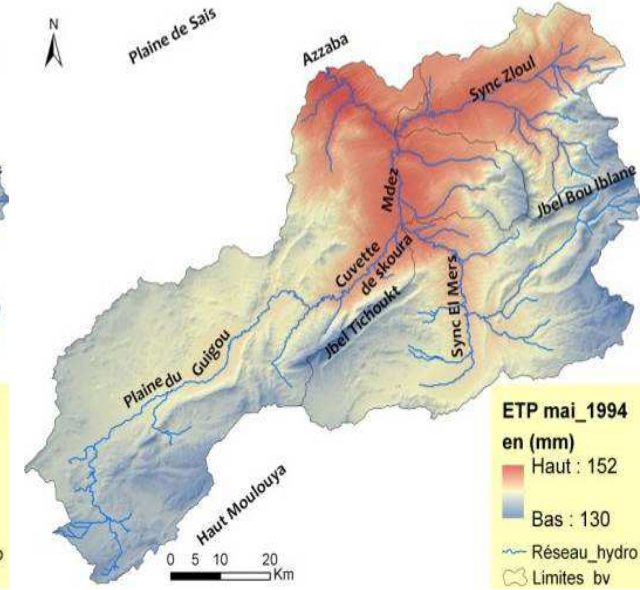 N
Plaine de Sais
Azzaba
Sync Zloul
Mdez
Jbel Bou Iblane
Cuvette
de skoura
Jbel Tichoukt
Sync El Mers
Plaine du Guigou
Haut Moulouya
0 5 10 20
Km
ETP mai_1994
en (mm)
Haut : 152
Bas : 130
Réseau_hydro
Limites bv